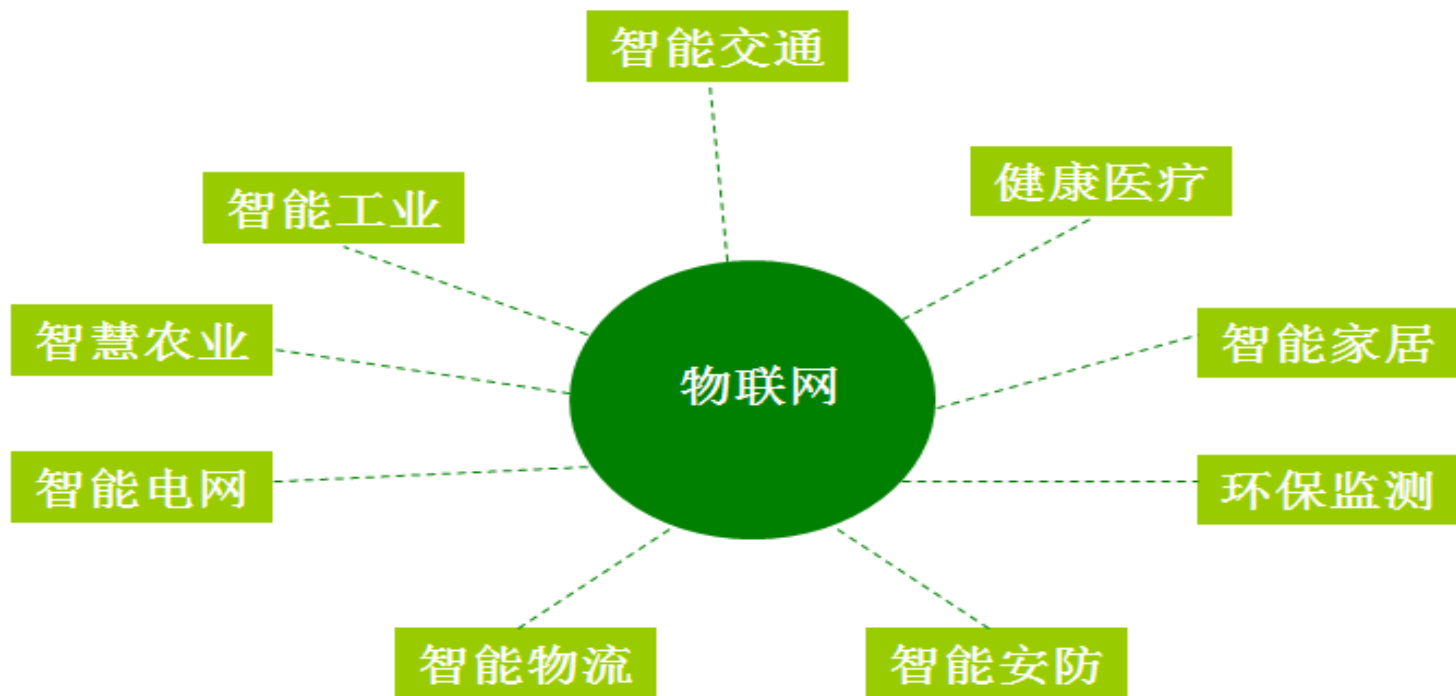 智能交通
健康医疗
智能工业
智慧农业
智能家居
物联网
智能电网
环保监测
智能物流
智能安防